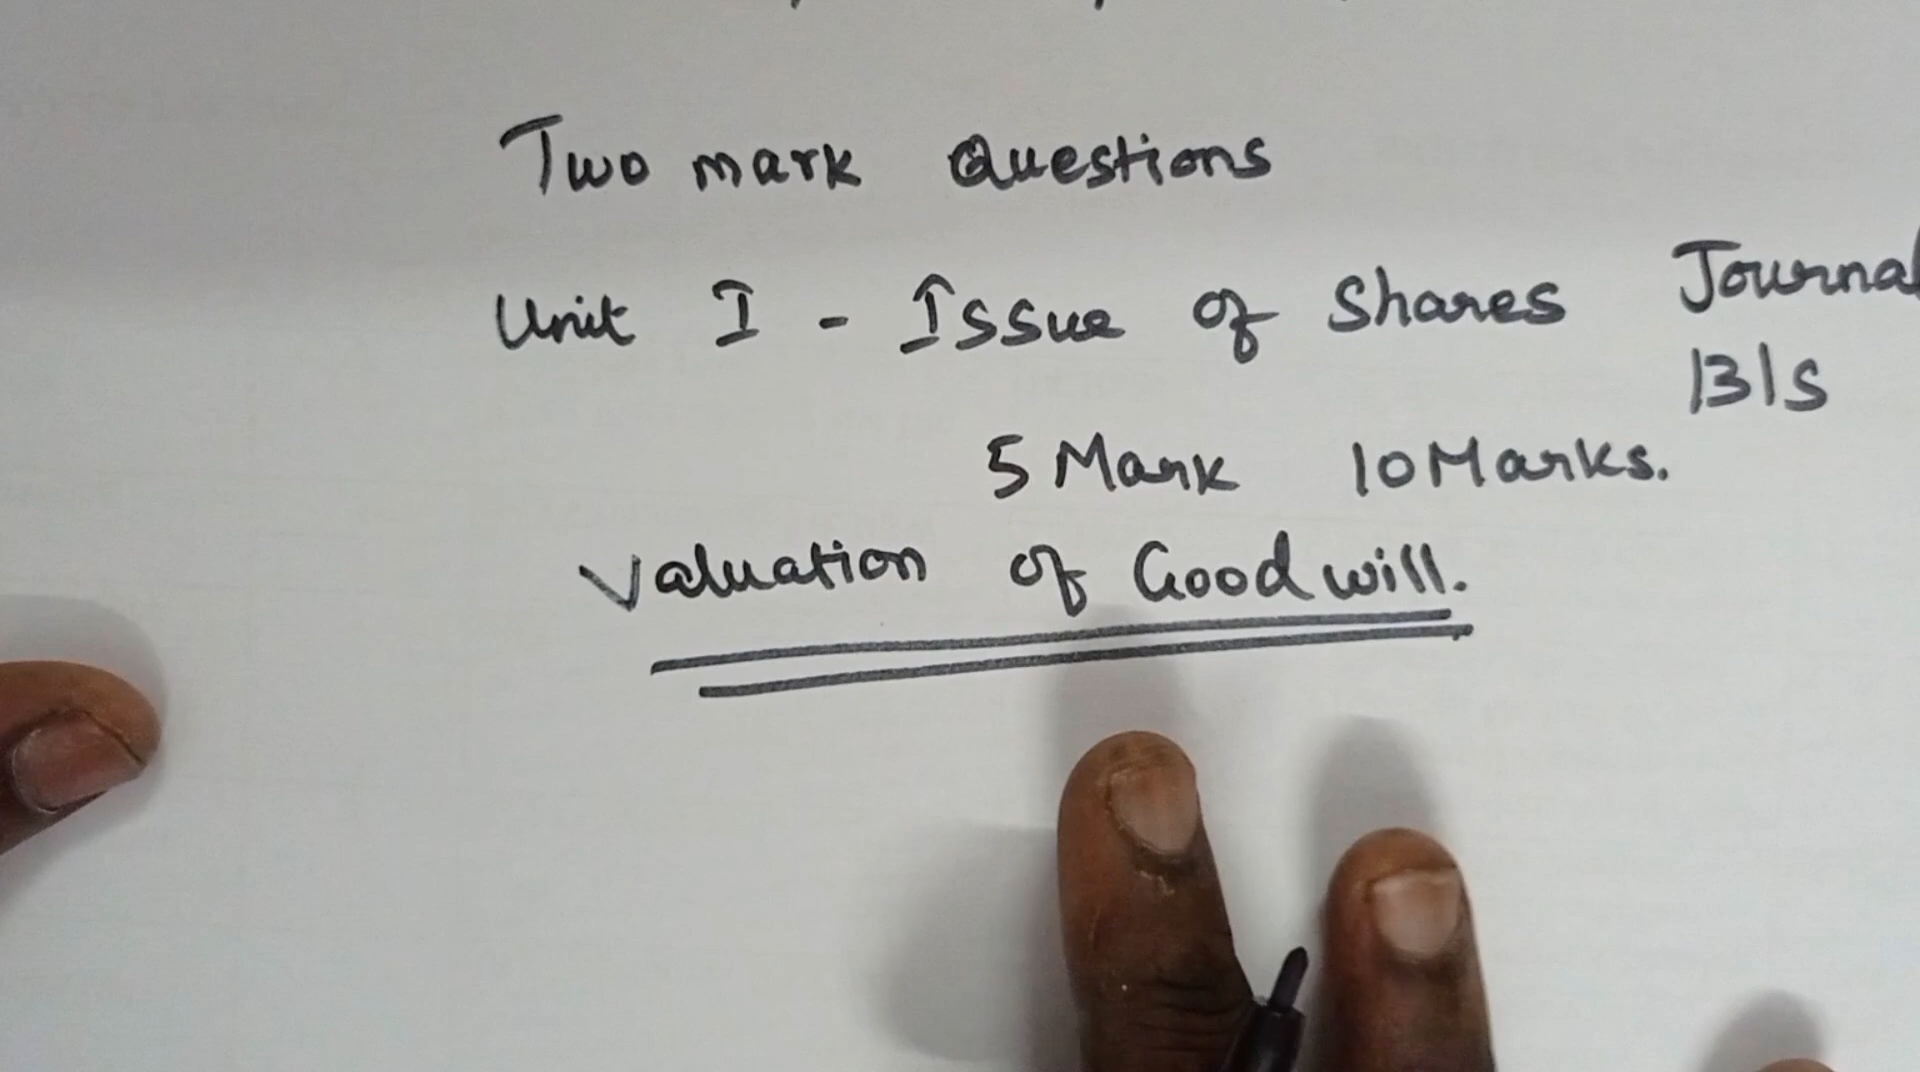 Two mark Questions
Unit I - Issue of Shares Journal
B/S
5 Mark 10 Marks.
Valuation of Goodwill.